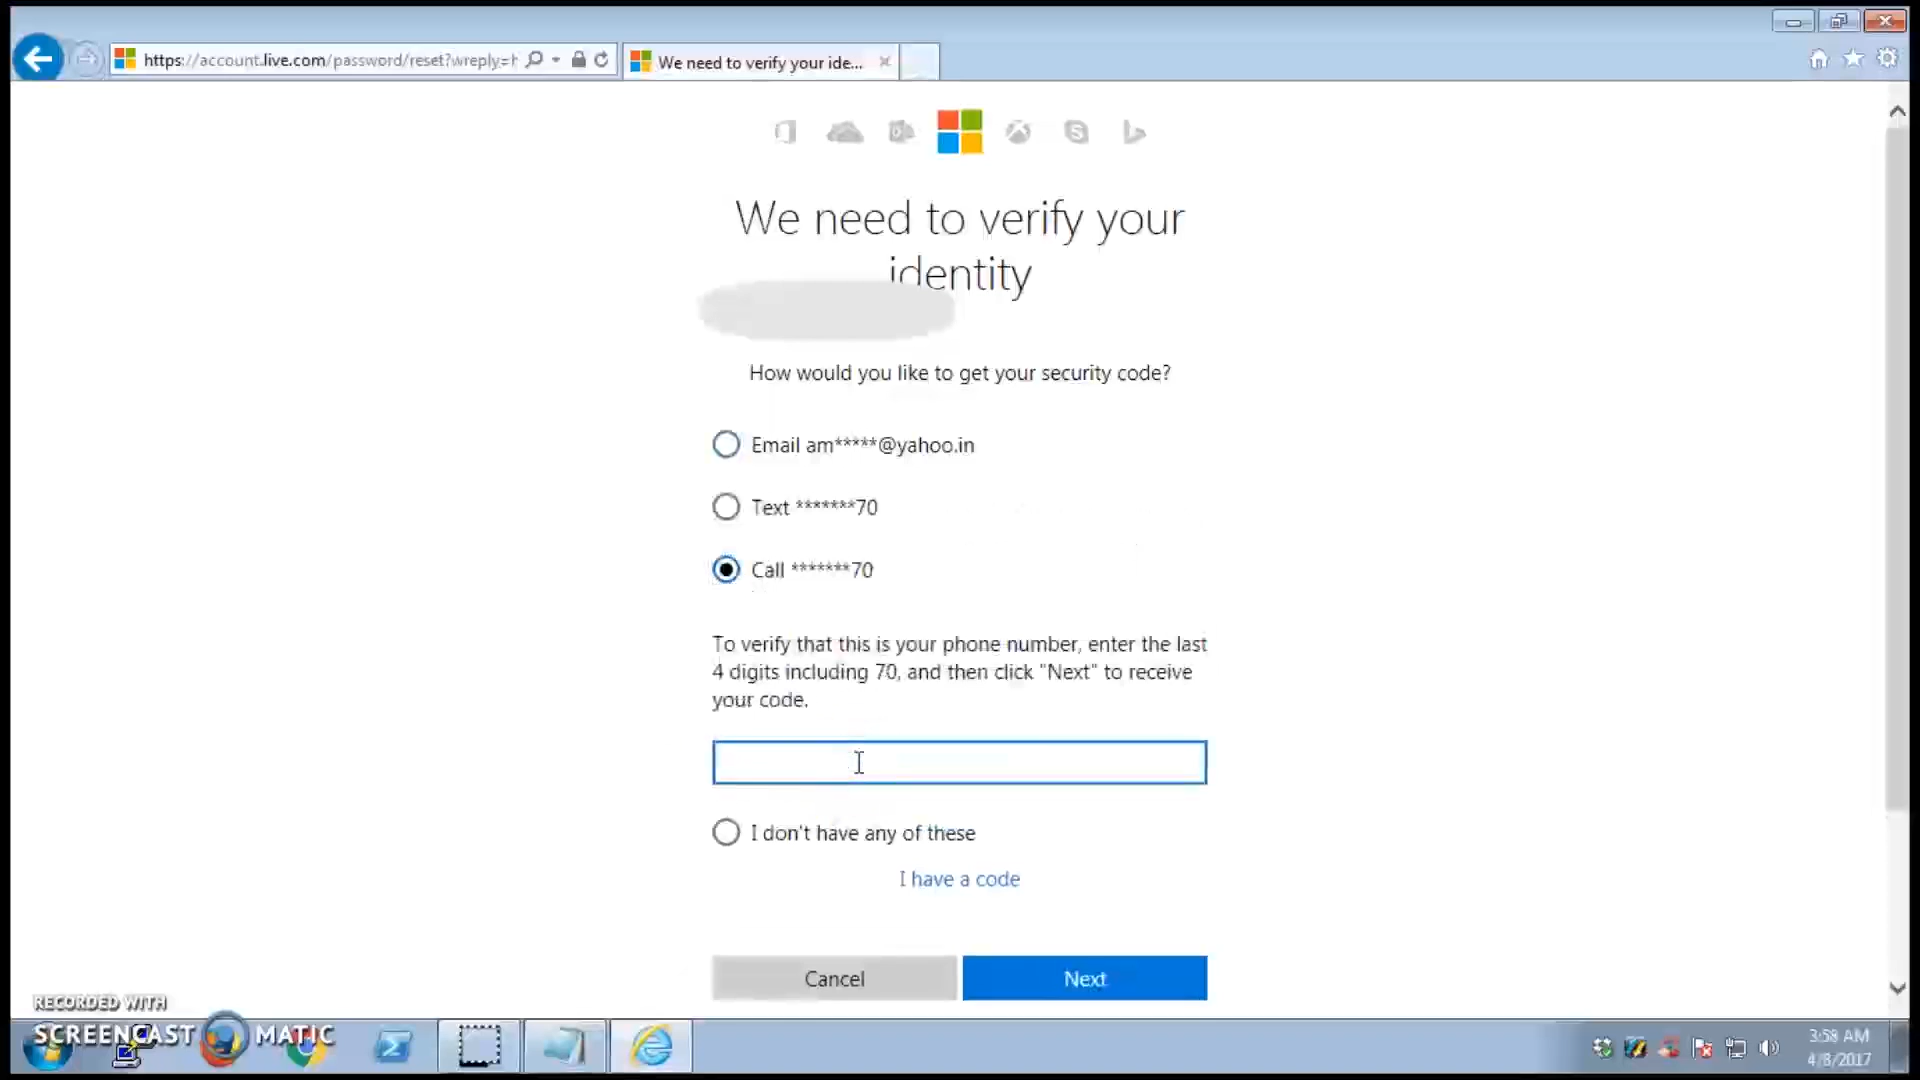 https://account.live.com/password/reset?wreply=h
We need to verify your ide...
We need to verify your
identity
How would you like to get your security code?
Email am*****@yahoo.in
Text *******70
Call *******70
To verify that this is your phone number, enter the last
4 digits including 70, and then click "Next" to receive
your code.
I don't have any of these
I have a code
Cancel
Next
RECORDED WITH
SCREENCAST MATIC
3:58 AM
4/8/2017